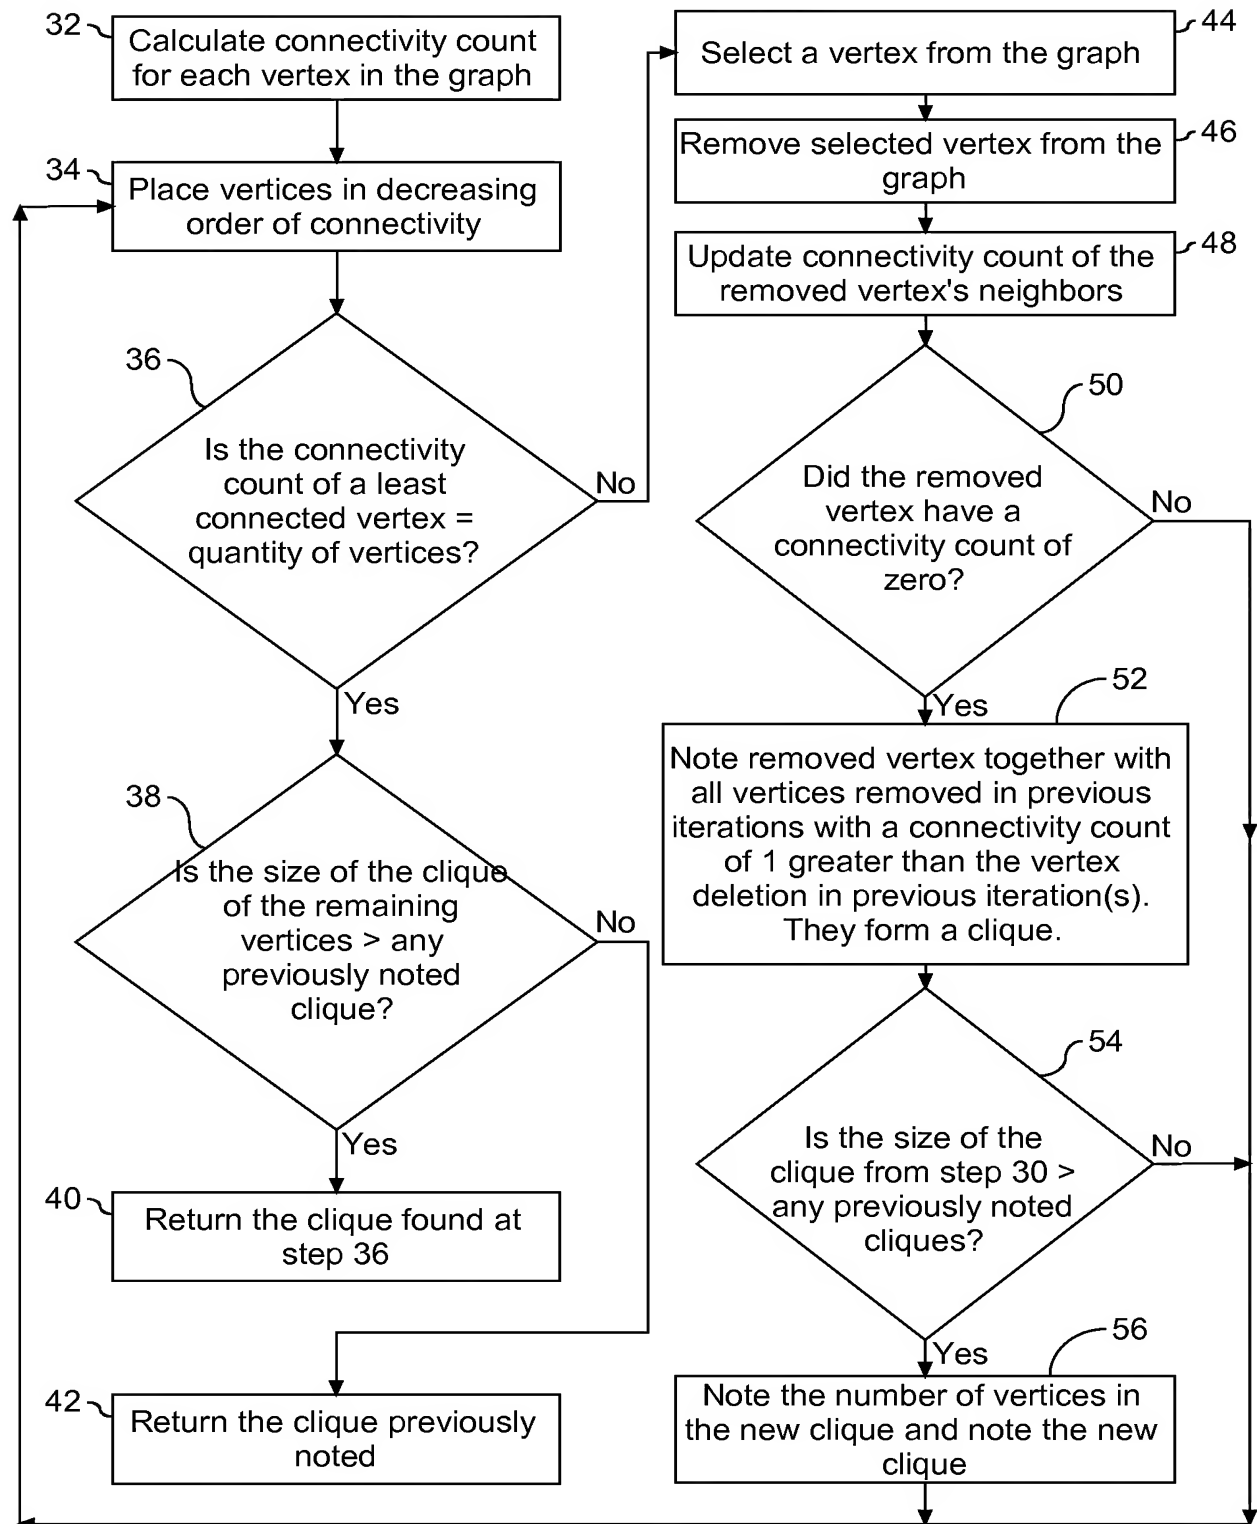 32
Calculate connectivity count
for each vertex in the graph
34
Place vertices in decreasing
order of connectivity
36
Is the connectivity
count of a least
connected vertex =
quantity of vertices?
No
Yes
38
Is the size of the clique
of the remaining
vertices > any
previously noted
clique?
No
Yes
40
Return the clique found at
step 36
42
Return the clique previously
noted
44
Select a vertex from the graph
46
Remove selected vertex from the
graph
48
Update connectivity count of the
removed vertex's neighbors
50
Did the removed
vertex have a
connectivity count of
zero?
No
Yes
52
Note removed vertex together with
all vertices removed in previous
iterations with a connectivity count
of 1 greater than the vertex
deletion in previous iteration(s).
They form a clique.
54
Is the size of the
clique from step 30 >
any previously noted
cliques?
No
Yes
56
Note the number of vertices in
the new clique and note the new
clique